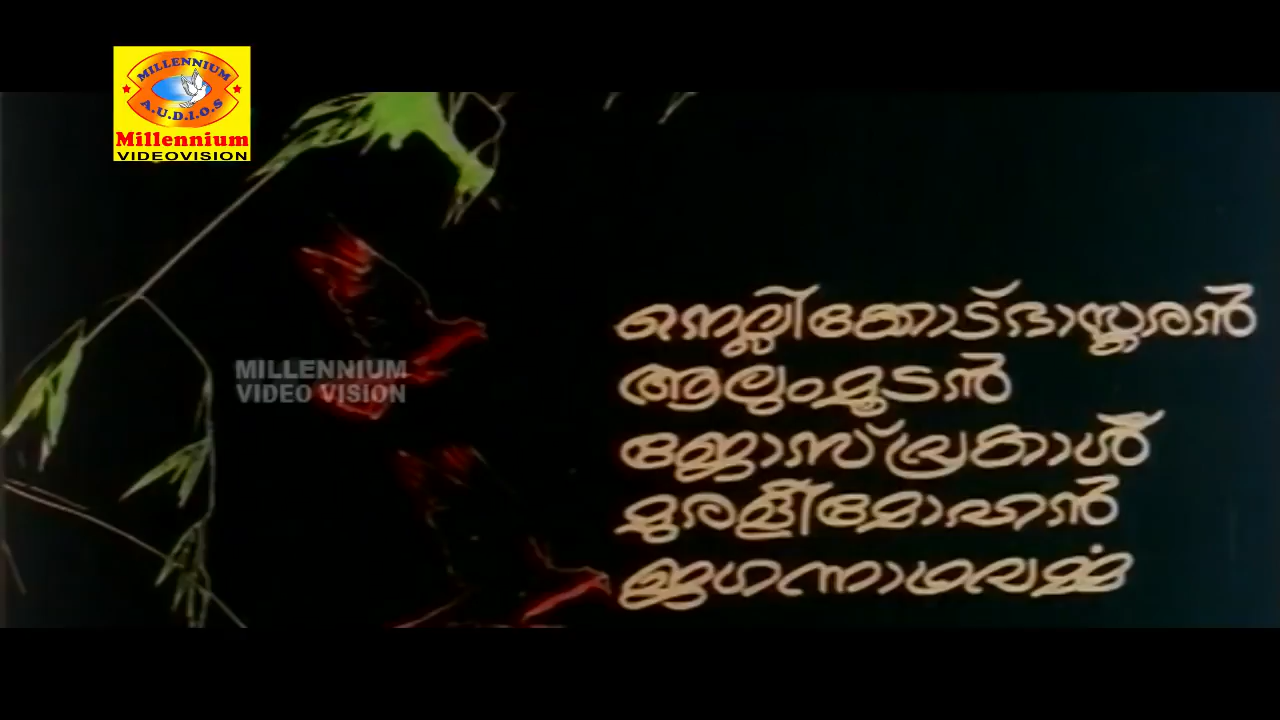 MILLENNIUM
A.U.D.I.O.S
Millennium
VIDEOVISION
നെല്ലിക്കോട് ഭാസ്കരൻ
ആലുംമൂടൻ
MILLENNIUM
VIDEO VISION
ജോസ് പ്രകാശ്
മുരളീമോഹൻ
ജഗന്നാഥവർമ്മ